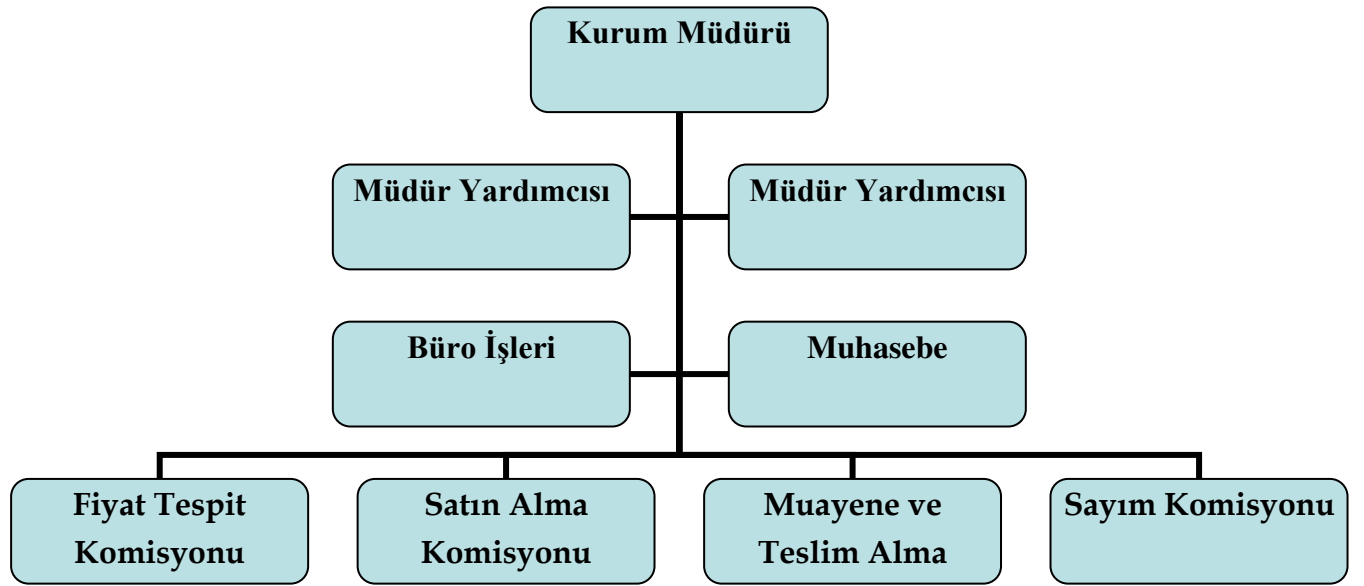 Kurum Müdürü
Müdür Yardımcısı
Müdür Yardımcısı
Büro İşleri
Muhasebe
Fiyat Tespit
Komisyonu
Satın Alma
Komisyonu
Muayene ve
Teslim Alma
Sayım Komisyonu